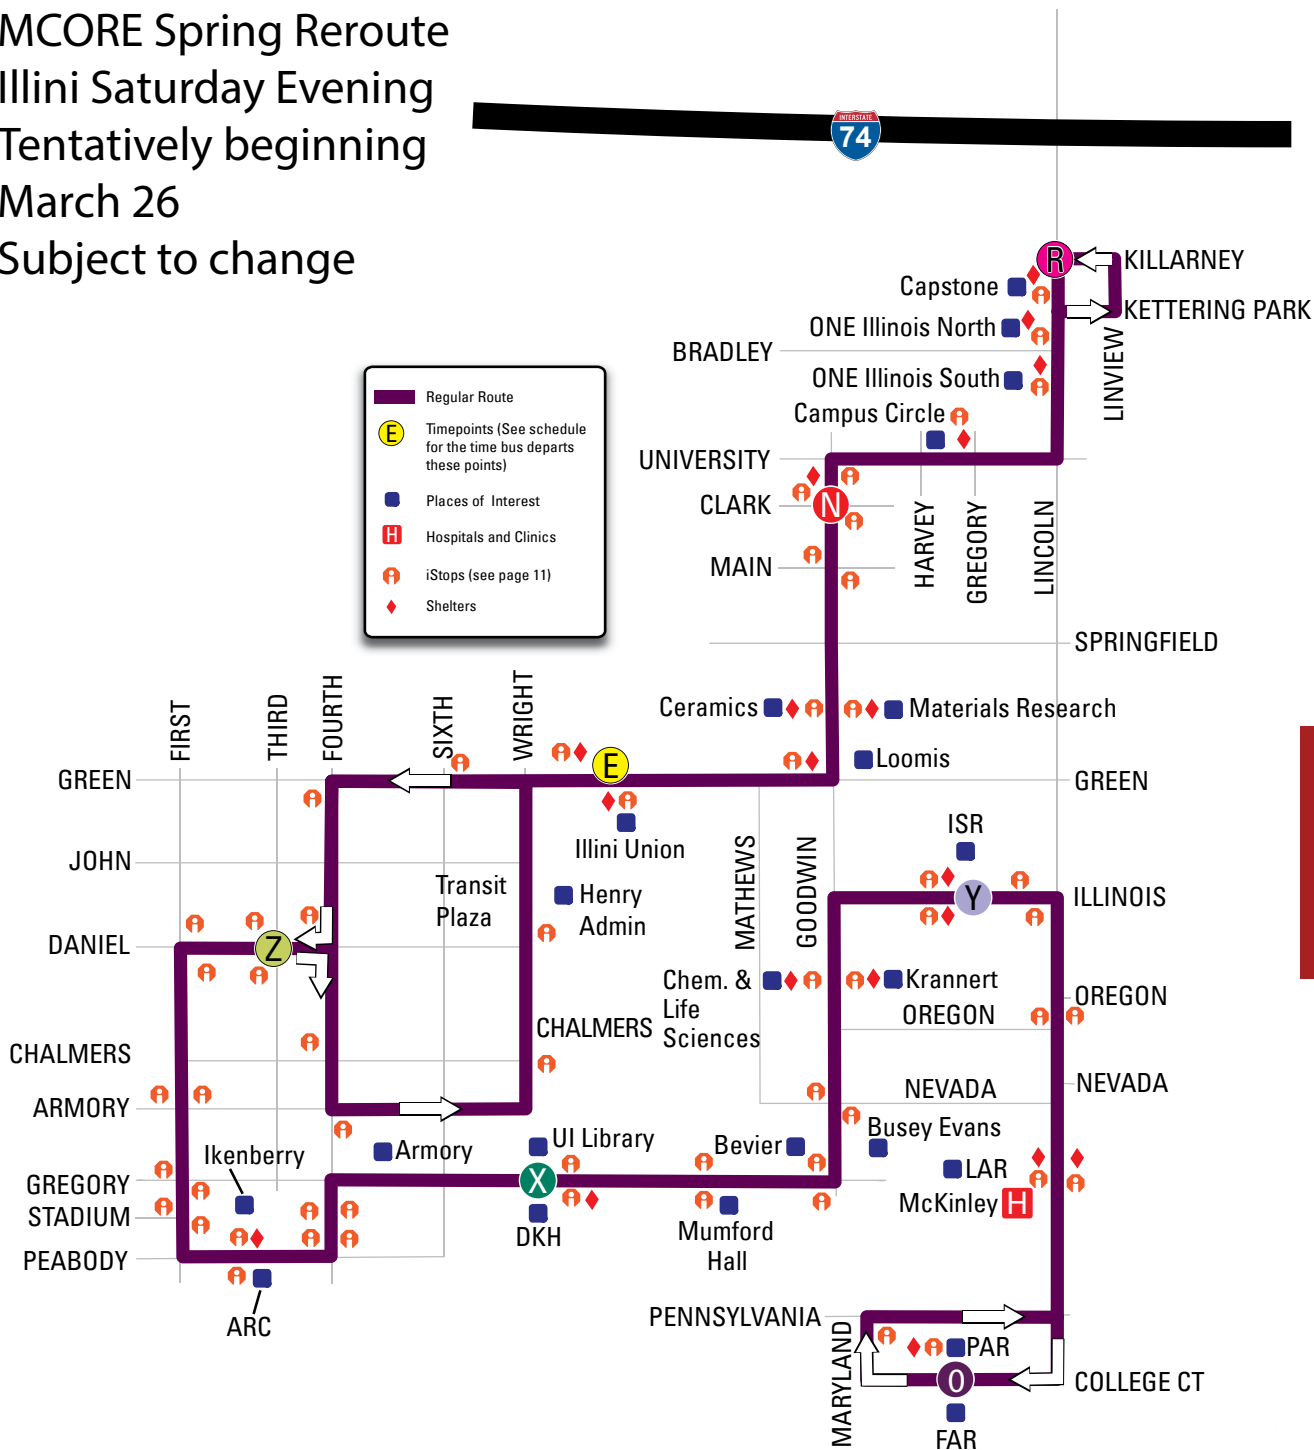 MCORE Spring Reroute
Illini Saturday Evening
Tentatively beginning
March 26
Subject to change
INTERSTATE
74
R
KILLARNEY
Capstone
KETTERING PARK
ONE Illinois North
BRADLEY
LINVIEW
ONE Illinois South
Campus Circle
Regular Route
E
Timepoints (See schedule
for the time bus departs
these points)
Places of Interest
H
Hospitals and Clinics
iStops (see page 11)
Shelters
UNIVERSITY
CLARK
N
MAIN
HARVEY
GREGORY
LINCOLN
SPRINGFIELD
FIRST
THIRD
FOURTH
SIXTH
WRIGHT
Ceramics
Materials Research
E
Loomis
GREEN
GREEN
Illini Union
ISR
JOHN
MATHEWS
GOODWIN
Transit
Plaza
Henry
Admin
Y
ILLINOIS
DANIEL
Z
Chem. &
Life
Sciences
Krannert
OREGON
OREGON
CHALMERS
CHALMERS
NEVADA
NEVADA
ARMORY
Armory
UI Library
Bevier
Busey Evans
Ikenberry
LAR
GREGORY
X
McKinley
H
STADIUM
DKH
Mumford
Hall
PEABODY
ARC
PENNSYLVANIA
MARYLAND
PAR
O
COLLEGE CT
FAR